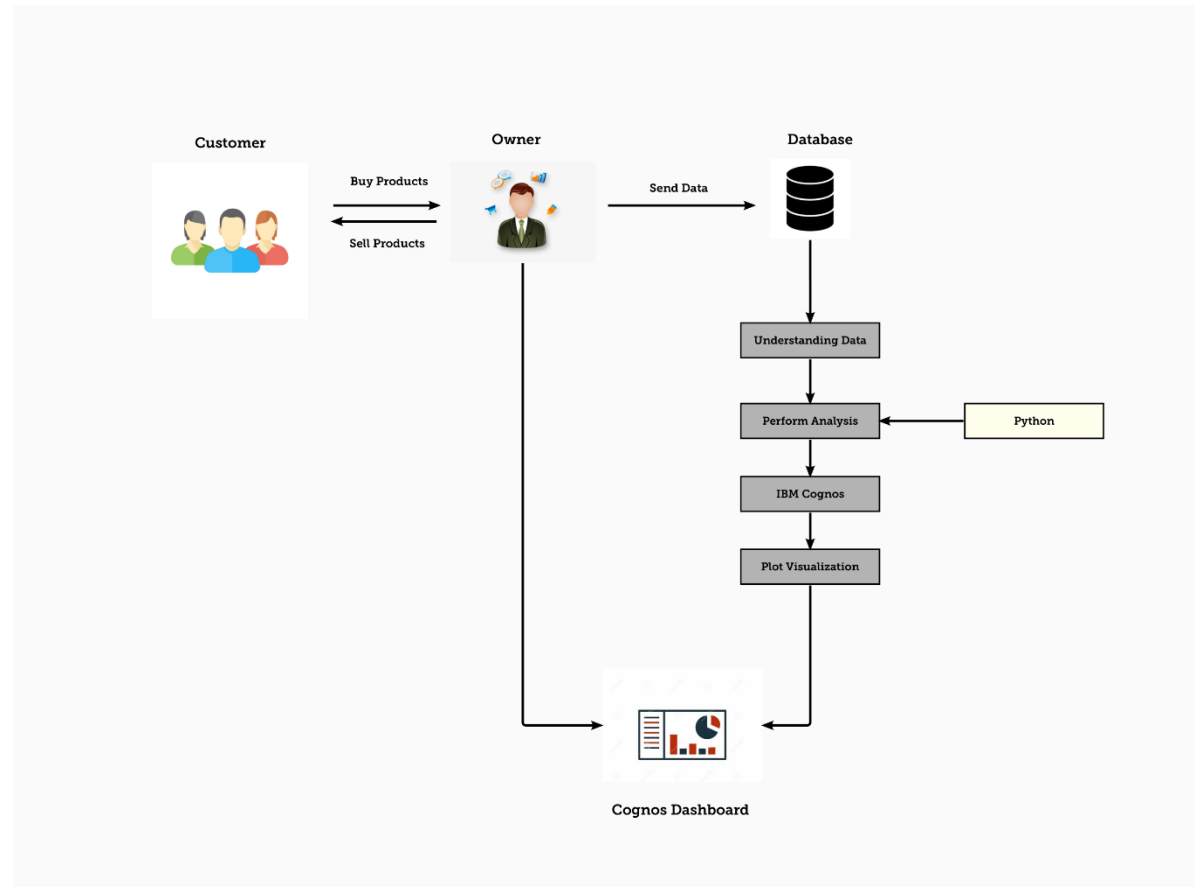 Customer
Owner
Database
Buy Products
Sell Products
Send Data
Understanding Data
Perform Analysis
Python
IBM Cognos
Plot Visualization
Cognos Dashboard